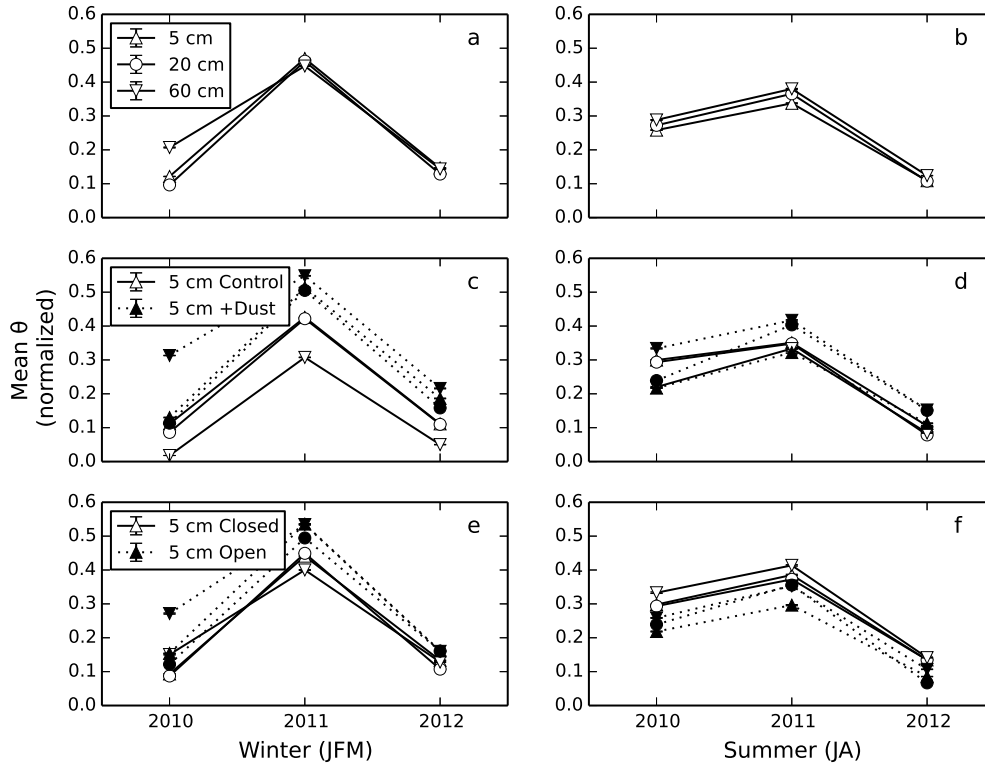 0.6
0.5
0.4
0.3
0.2
0.1
0.0
5 cm
20 cm
60 cm
a
0.6
0.5
0.4
0.3
0.2
0.1
0.0
b
Mean θ
(normalized)
0.6
0.5
0.4
0.3
0.2
0.1
0.0
5 cm Control
5 cm +Dust
c
0.6
0.5
0.4
0.3
0.2
0.1
0.0
d
0.6
0.5
0.4
0.3
0.2
0.1
0.0
5 cm Closed
5 cm Open
e
2010 2011 2012
Winter (JFM)
0.6
0.5
0.4
0.3
0.2
0.1
0.0
f
2010 2011 2012
Summer (JA)